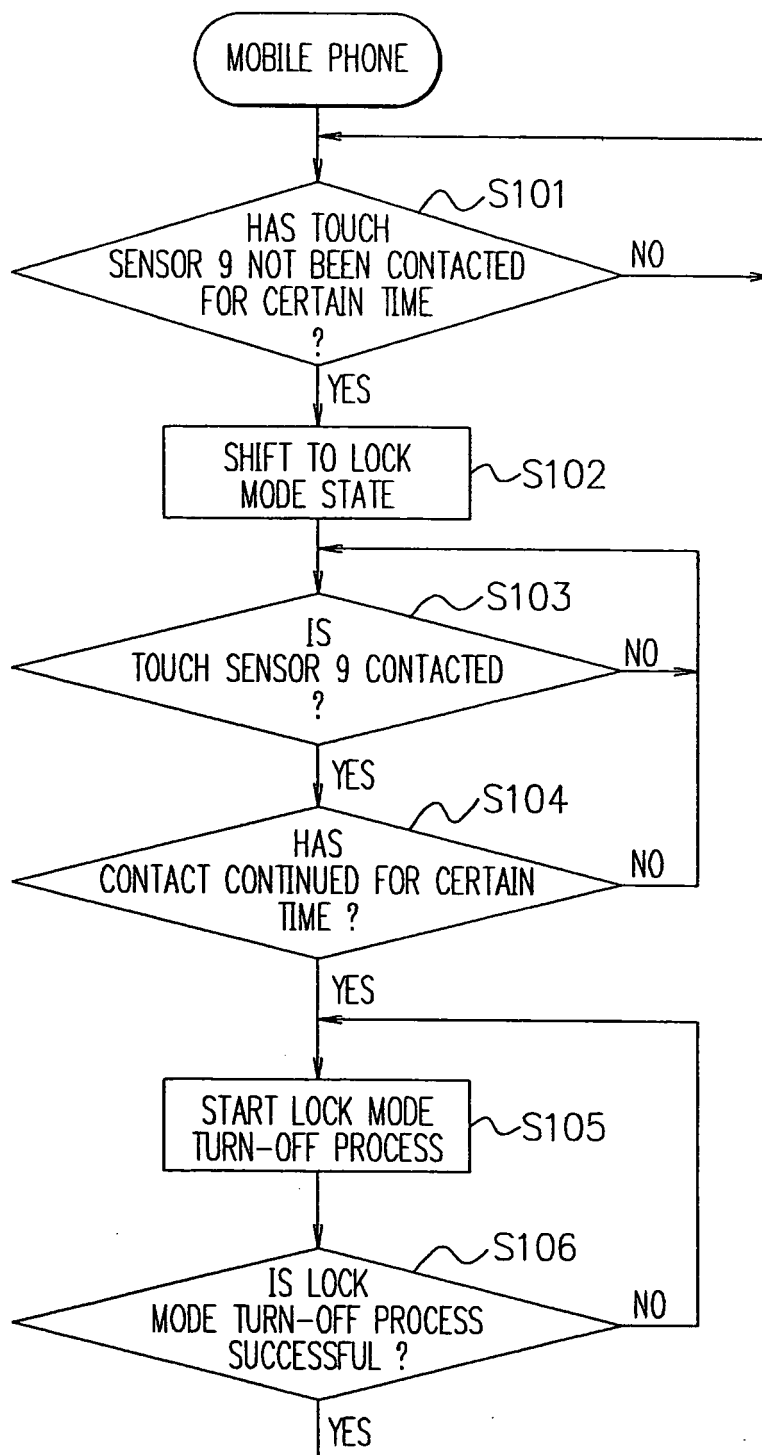 MOBILE PHONE
S101
HAS TOUCH
SENSOR 9 NOT BEEN CONTACTED
FOR CERTAIN TIME
?
NO
YES
SHIFT TO LOCK
MODE STATE
S102
S103
IS
TOUCH SENSOR 9 CONTACTED
?
NO
YES
S104
HAS
CONTACT CONTINUED FOR CERTAIN
TIME ?
NO
YES
START LOCK MODE
TURN-OFF PROCESS
S105
S106
IS LOCK
MODE TURN-OFF PROCESS
SUCCESSFUL ?
NO
YES